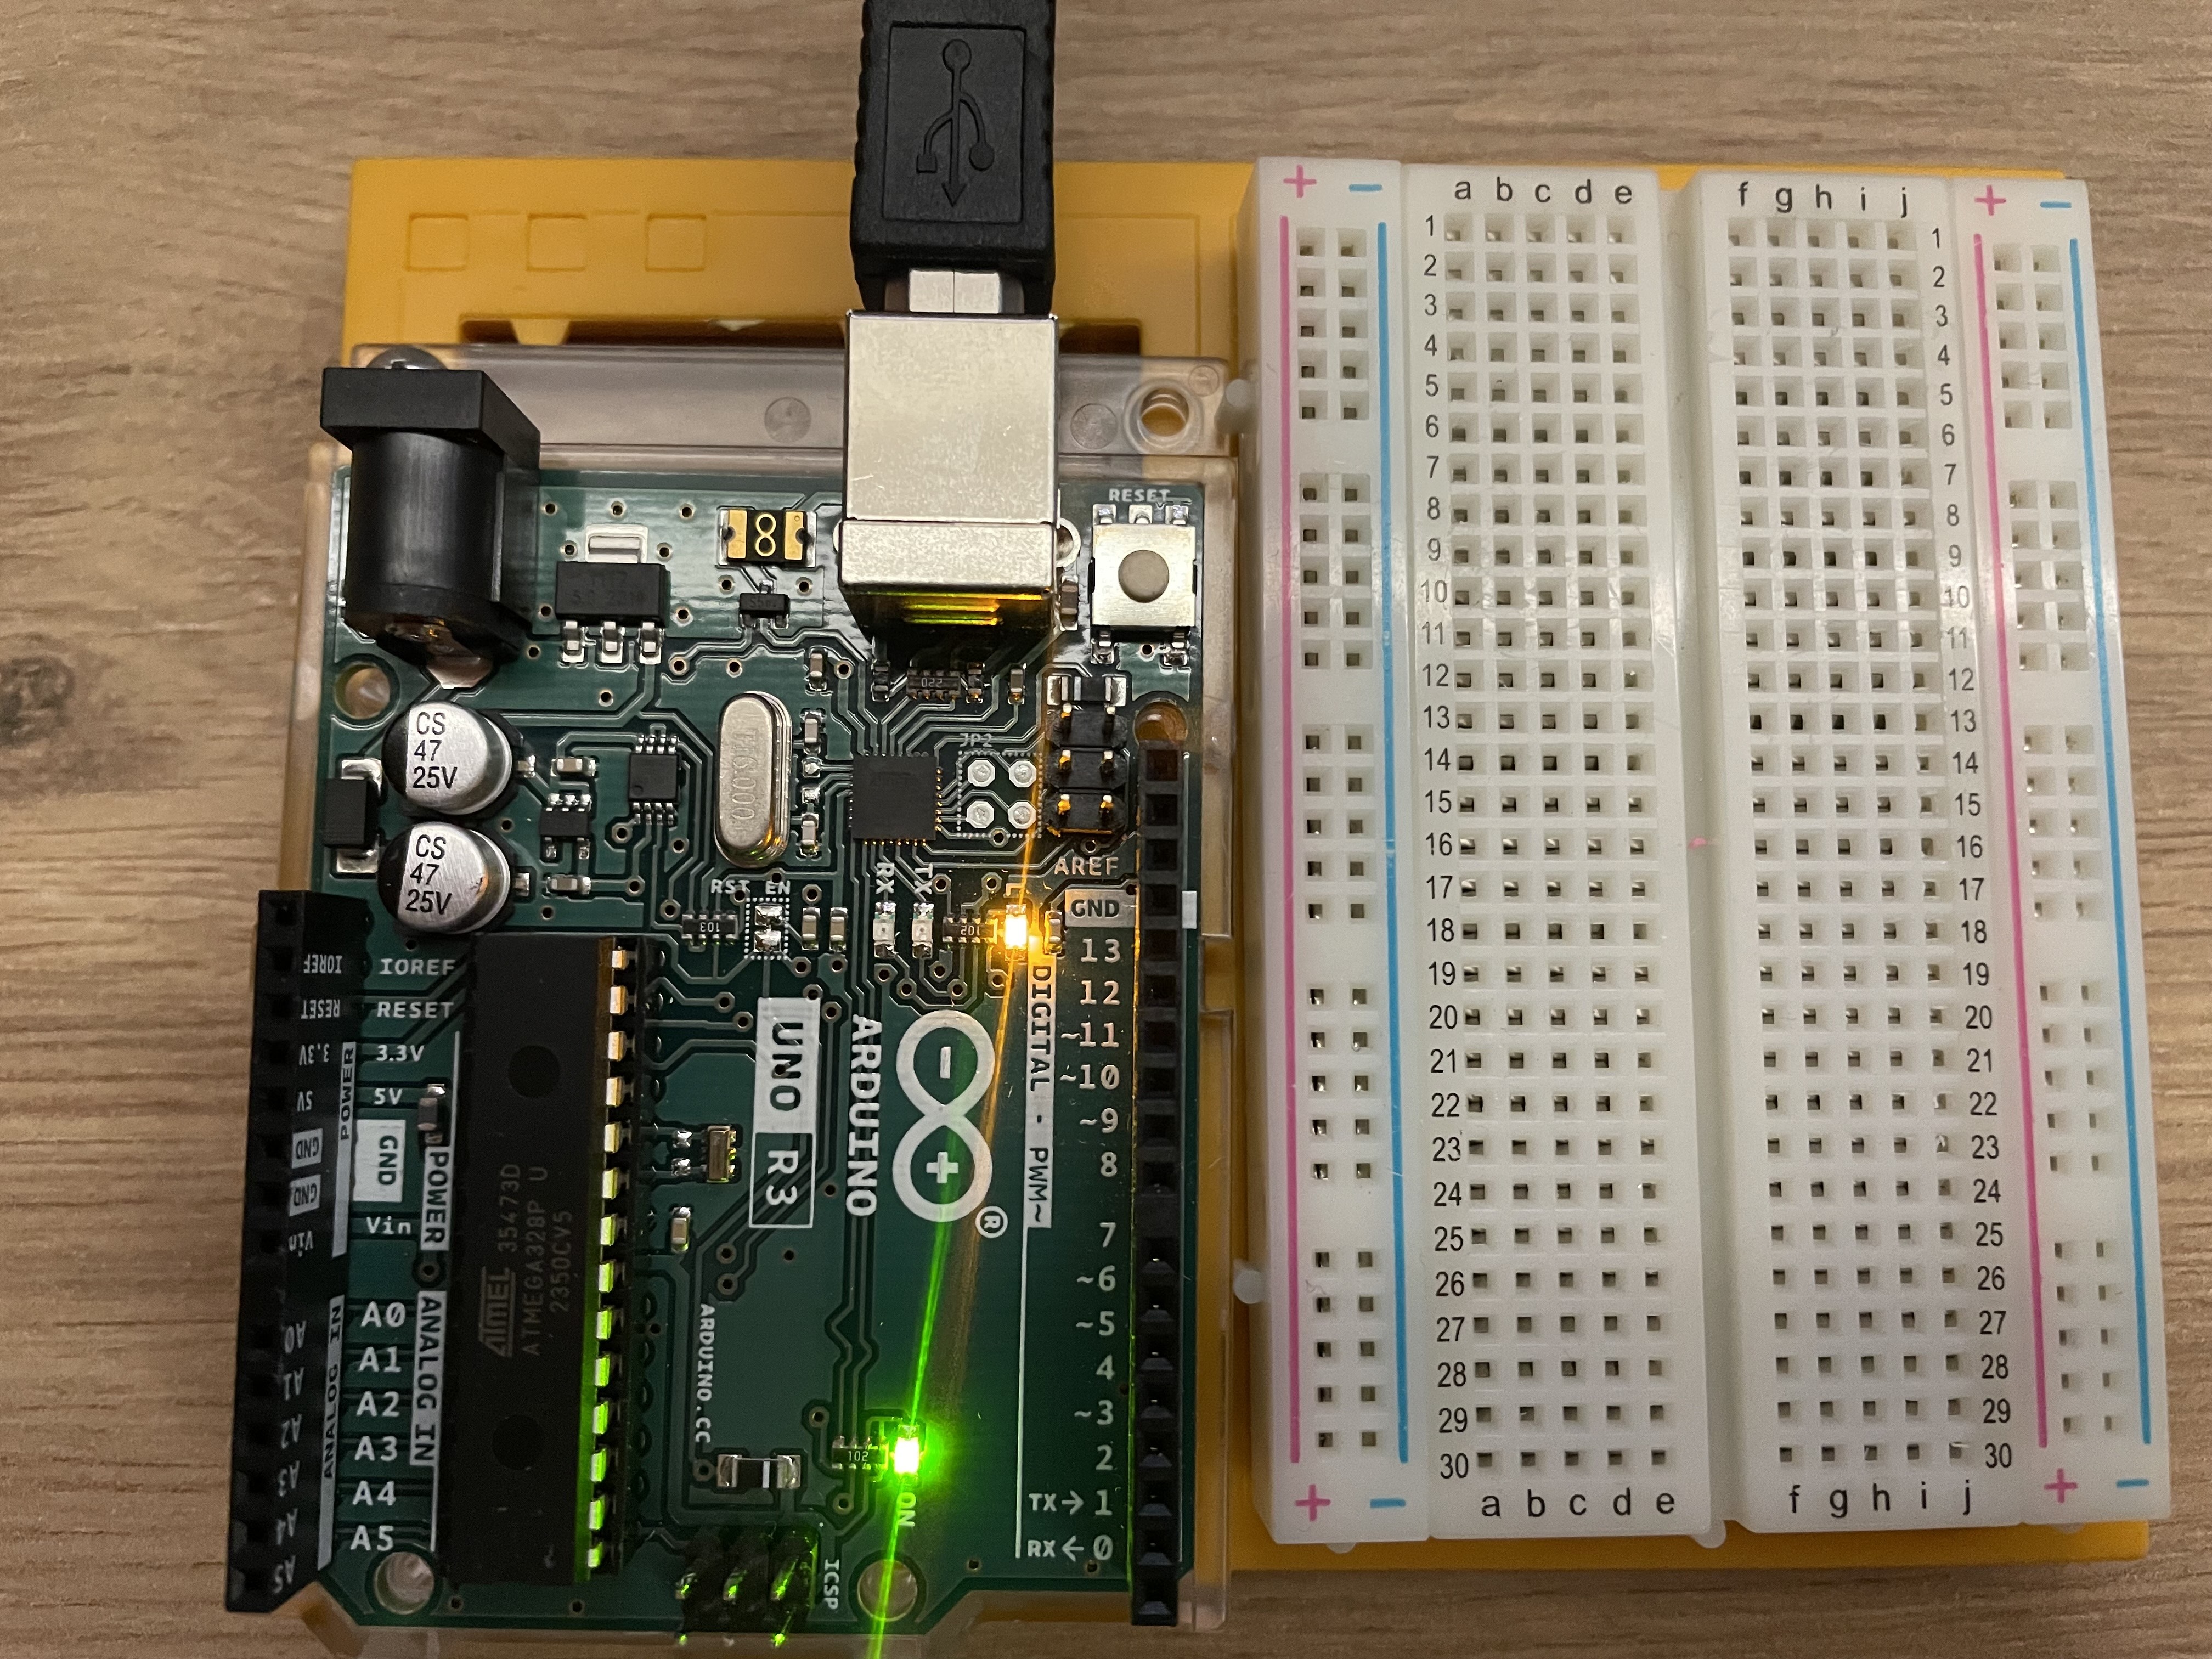 RESET
8
CS
47
25V
CS
47
25V
16.000
022
JP2
RST EN
RX
TX
L
103
102
AREF
GND
13
12
~11
~10
~9
8
7
~6
~5
4
~3
2
TX→ 1
RX← 0
DIGITAL - PWM~
UNO R3
ARDUINO
- +
®
ARDUINO.CC
102
ON
ICSP
IOREF
RESET
3.3V
5V
GND
Vin
POWER
A0
A1
A2
A3
A4
A5
ANALOG IN
IOREF
RESET
3.3V
5V
GND
GND
Vin
POWER
A0
A1
A2
A3
A4
A5
ANALOG IN
ATMEL 35473D
ATMEGA328P U
2350CV5
+ − a b c d e f g h i j + −
1 1
2 2
3 3
4 4
5 5
6 6
7 7
8 8
9 9
10 10
11 11
12 12
13 13
14 14
15 15
16 16
17 17
18 18
19 19
20 20
21 21
22 22
23 23
24 24
25 25
26 26
27 27
28 28
29 29
30 30
+ − a b c d e f g h i j + −